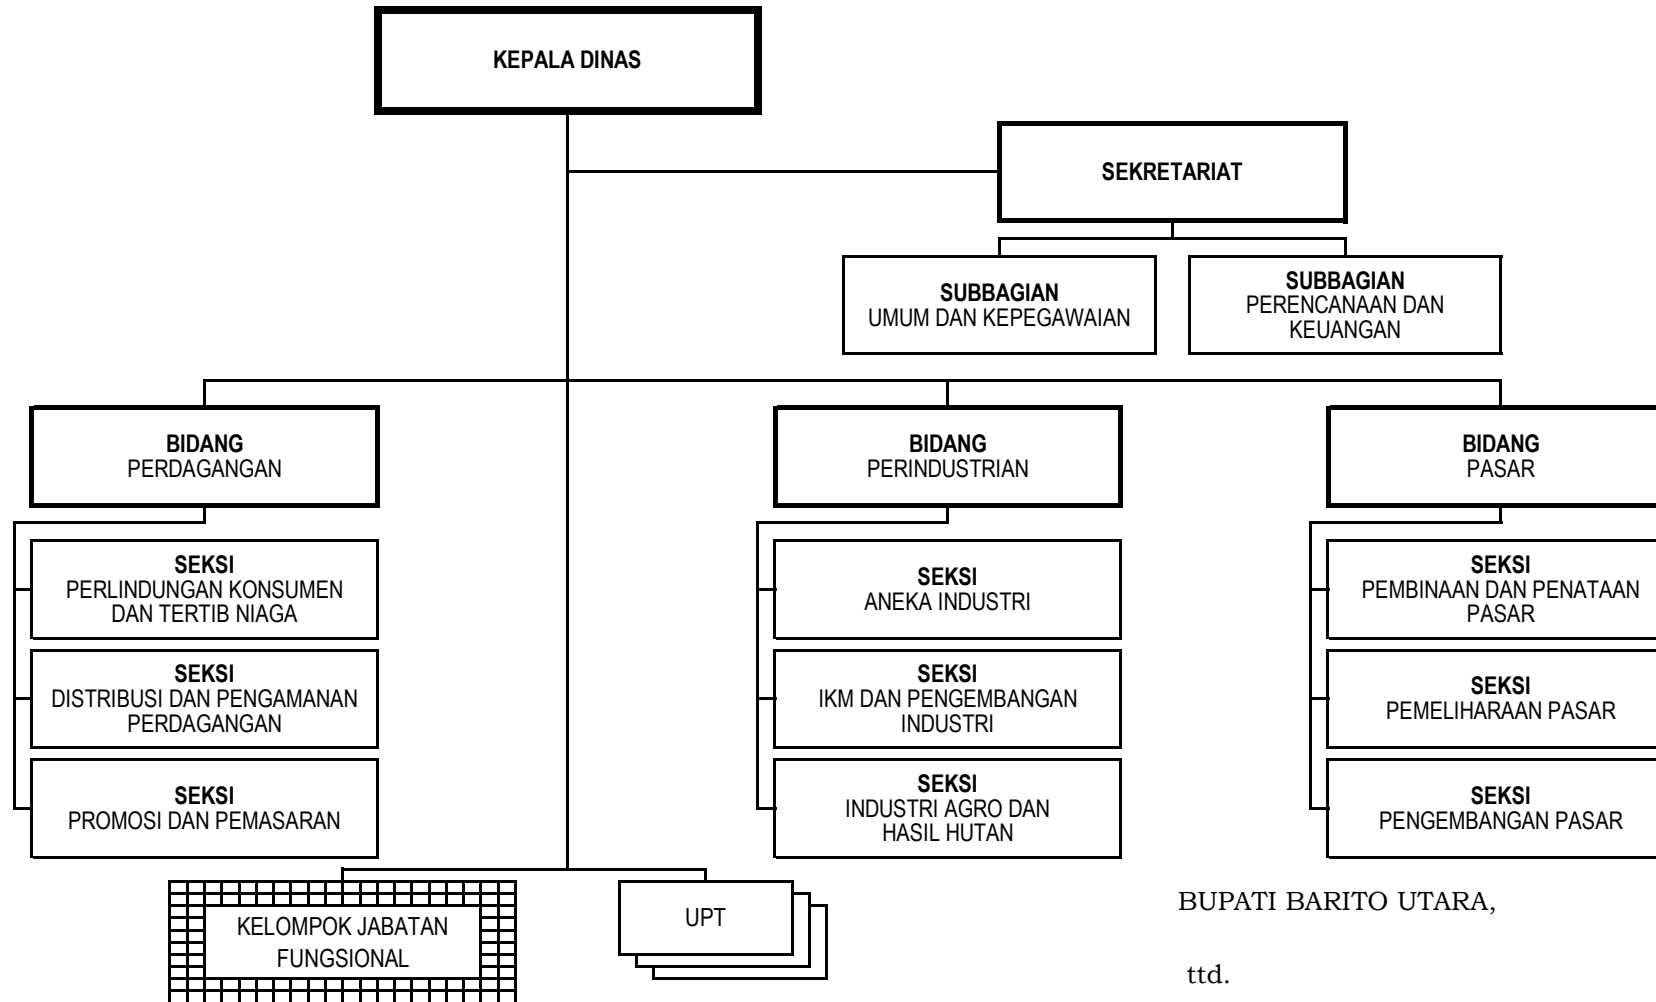 KEPALA DINAS
SEKRETARIAT
SUBBAGIAN
UMUM DAN KEPEGAWAIAN
SUBBAGIAN
PERENCANAAN DAN
KEUANGAN
BIDANG
PERDAGANGAN
BIDANG
PERINDUSTRIAN
BIDANG
PASAR
SEKSI
PERLINDUNGAN KONSUMEN
DAN TERTIB NIAGA
SEKSI
ANEKA INDUSTRI
SEKSI
PEMBINAAN DAN PENATAAN
PASAR
SEKSI
DISTRIBUSI DAN PENGAMANAN
PERDAGANGAN
SEKSI
IKM DAN PENGEMBANGAN
INDUSTRI
SEKSI
PEMELIHARAAN PASAR
SEKSI
PROMOSI DAN PEMASARAN
SEKSI
INDUSTRI AGRO DAN
HASIL HUTAN
SEKSI
PENGEMBANGAN PASAR
KELOMPOK JABATAN
FUNGSIONAL
UPT
BUPATI BARITO UTARA,
ttd.